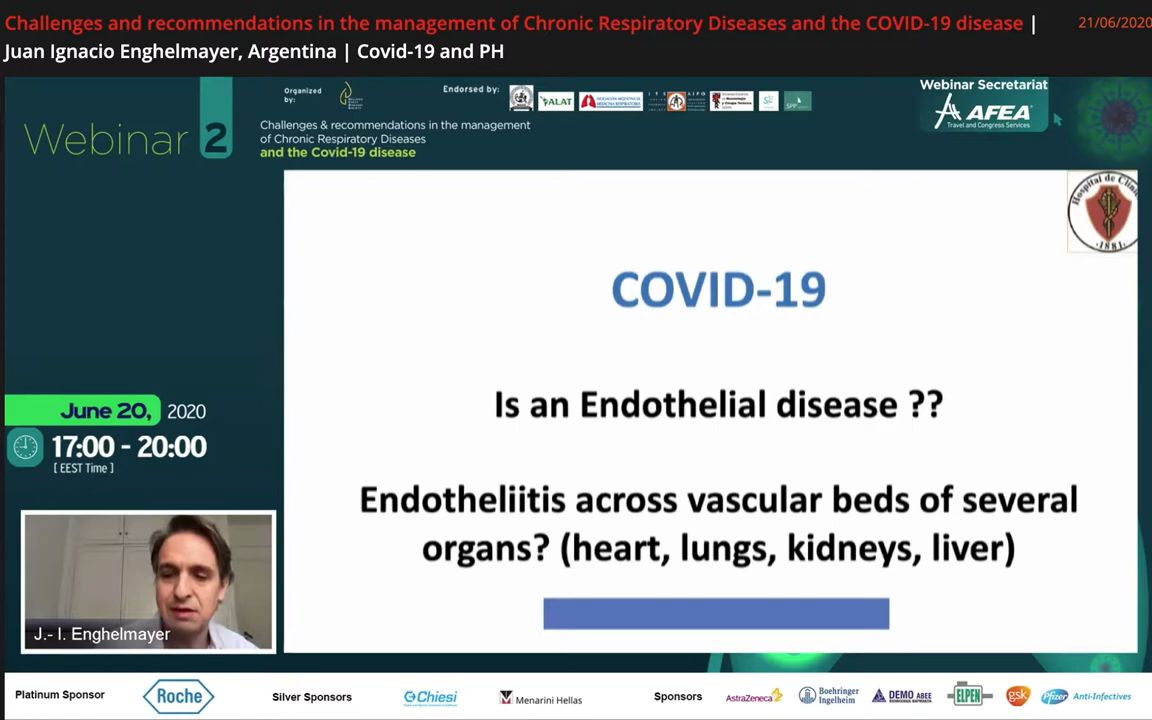 Challenges and recommendations in the management of Chronic Respiratory Diseases and the COVID-19 disease |
21/06/2020
Juan Ignacio Enghelmayer, Argentina | Covid-19 and PH
Webinar 2
Organized
by:
Endorsed by:
ALAT
Webinar Secretariat
AFEA
Travel and Congress Services
Challenges & recommendations in the management
of Chronic Respiratory Diseases
and the Covid-19 disease
Hospital de Clínic
1881
COVID-19
Is an Endothelial disease ??
Endotheliitis across vascular beds of several
organs? (heart, lungs, kidneys, liver)
June 20, 2020
17:00 - 20:00
[ EEST Time ]
J.- I. Enghelmayer
Platinum Sponsor
Roche
Silver Sponsors
Chiesi
Menarini Hellas
Sponsors
AstraZeneca
Boehringer
Ingelheim
DEMO ABEE
ELPEN
gsk
Pfizer
Anti-Infectives